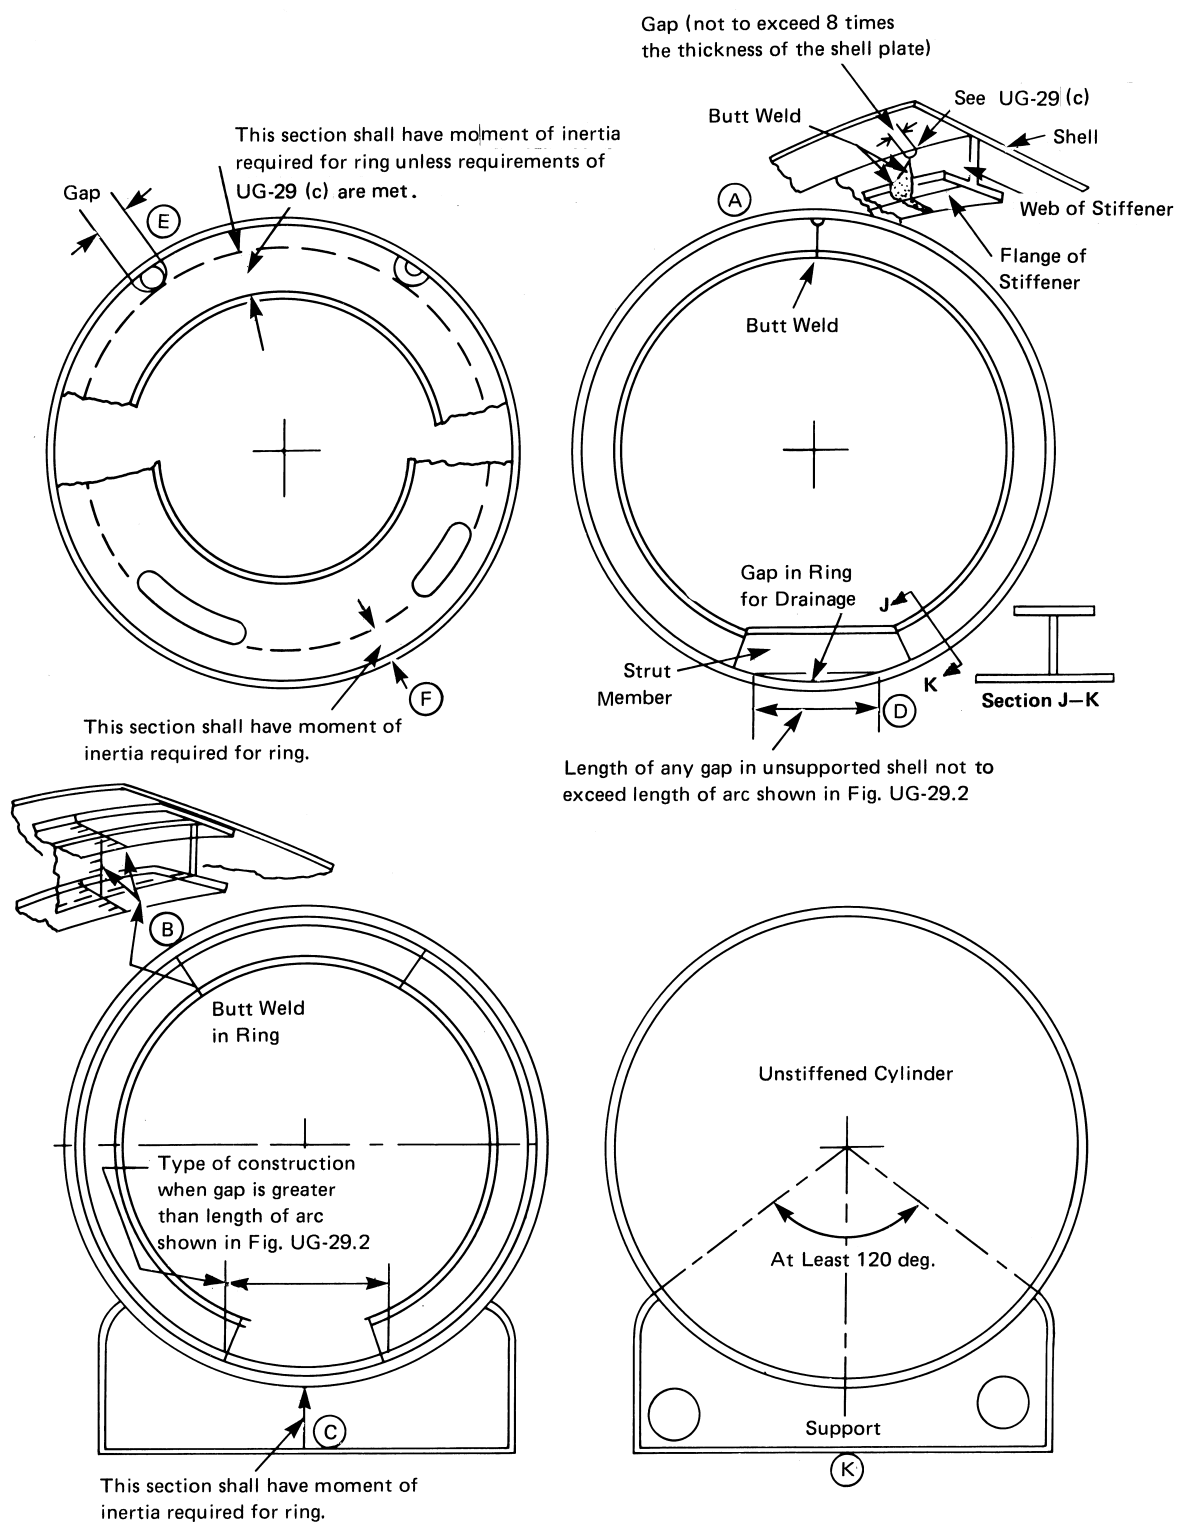 Gap (not to exceed 8 times
the thickness of the shell plate)
See UG-29 (c)
Butt Weld
Shell
This section shall have moment of inertia
required for ring unless requirements of
UG-29 (c) are met.
Gap
E
A
Web of Stiffener
Flange of
Stiffener
Butt Weld
Gap in Ring
for Drainage
J
Strut
Member
K
Section J–K
F
D
This section shall have moment of
inertia required for ring.
Length of any gap in unsupported shell not to
exceed length of arc shown in Fig. UG-29.2
B
Butt Weld
in Ring
Unstiffened Cylinder
Type of construction
when gap is greater
than length of arc
shown in Fig. UG-29.2
At Least 120 deg.
C
Support
K
This section shall have moment of
inertia required for ring.